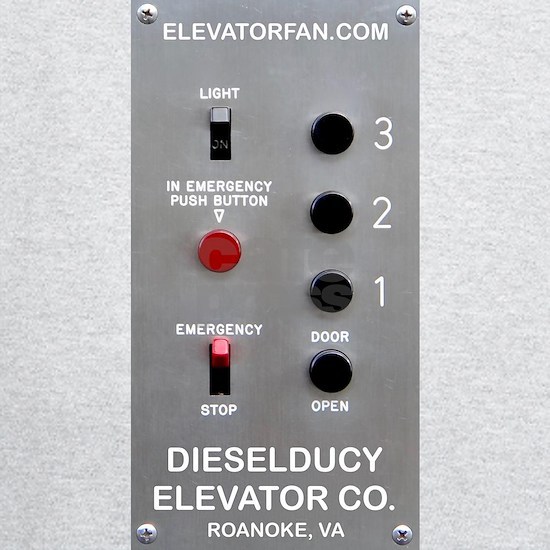 ELEVATORFAN.COM
LIGHT
ON
3
IN EMERGENCY
PUSH BUTTON
2
1
EMERGENCY
STOP
DOOR
OPEN
DIESELDUCY
ELEVATOR CO.
ROANOKE, VA